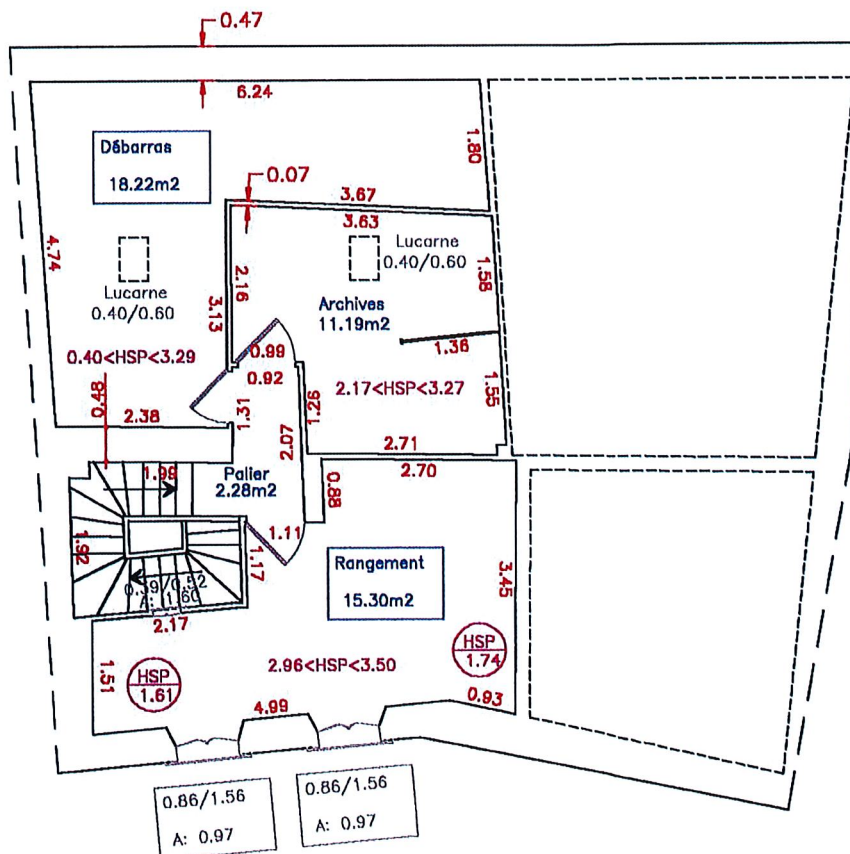 0.47
6.24
Débarras
18.22m2
1.80
0.07
3.67
3.63
Lucarne
0.40/0.60
4.74
2.16
1.58
Lucarne
0.40/0.60
3.13
Archives
11.19m2
1.36
0.40<HSP<3.29
0.99
0.92
2.17<HSP<3.27
1.55
0.48
2.38
1.31
1.26
2.07
2.71
2.70
1.99
Palier
2.28m2
0.88
1.92
1.11
1.17
Rangement
15.30m2
3.45
0.39/0.52
A: 1.60
2.17
1.51
HSP
1.61
2.96<HSP<3.50
HSP
1.74
4.99
0.93
0.86/1.56
A: 0.97
0.86/1.56
A: 0.97